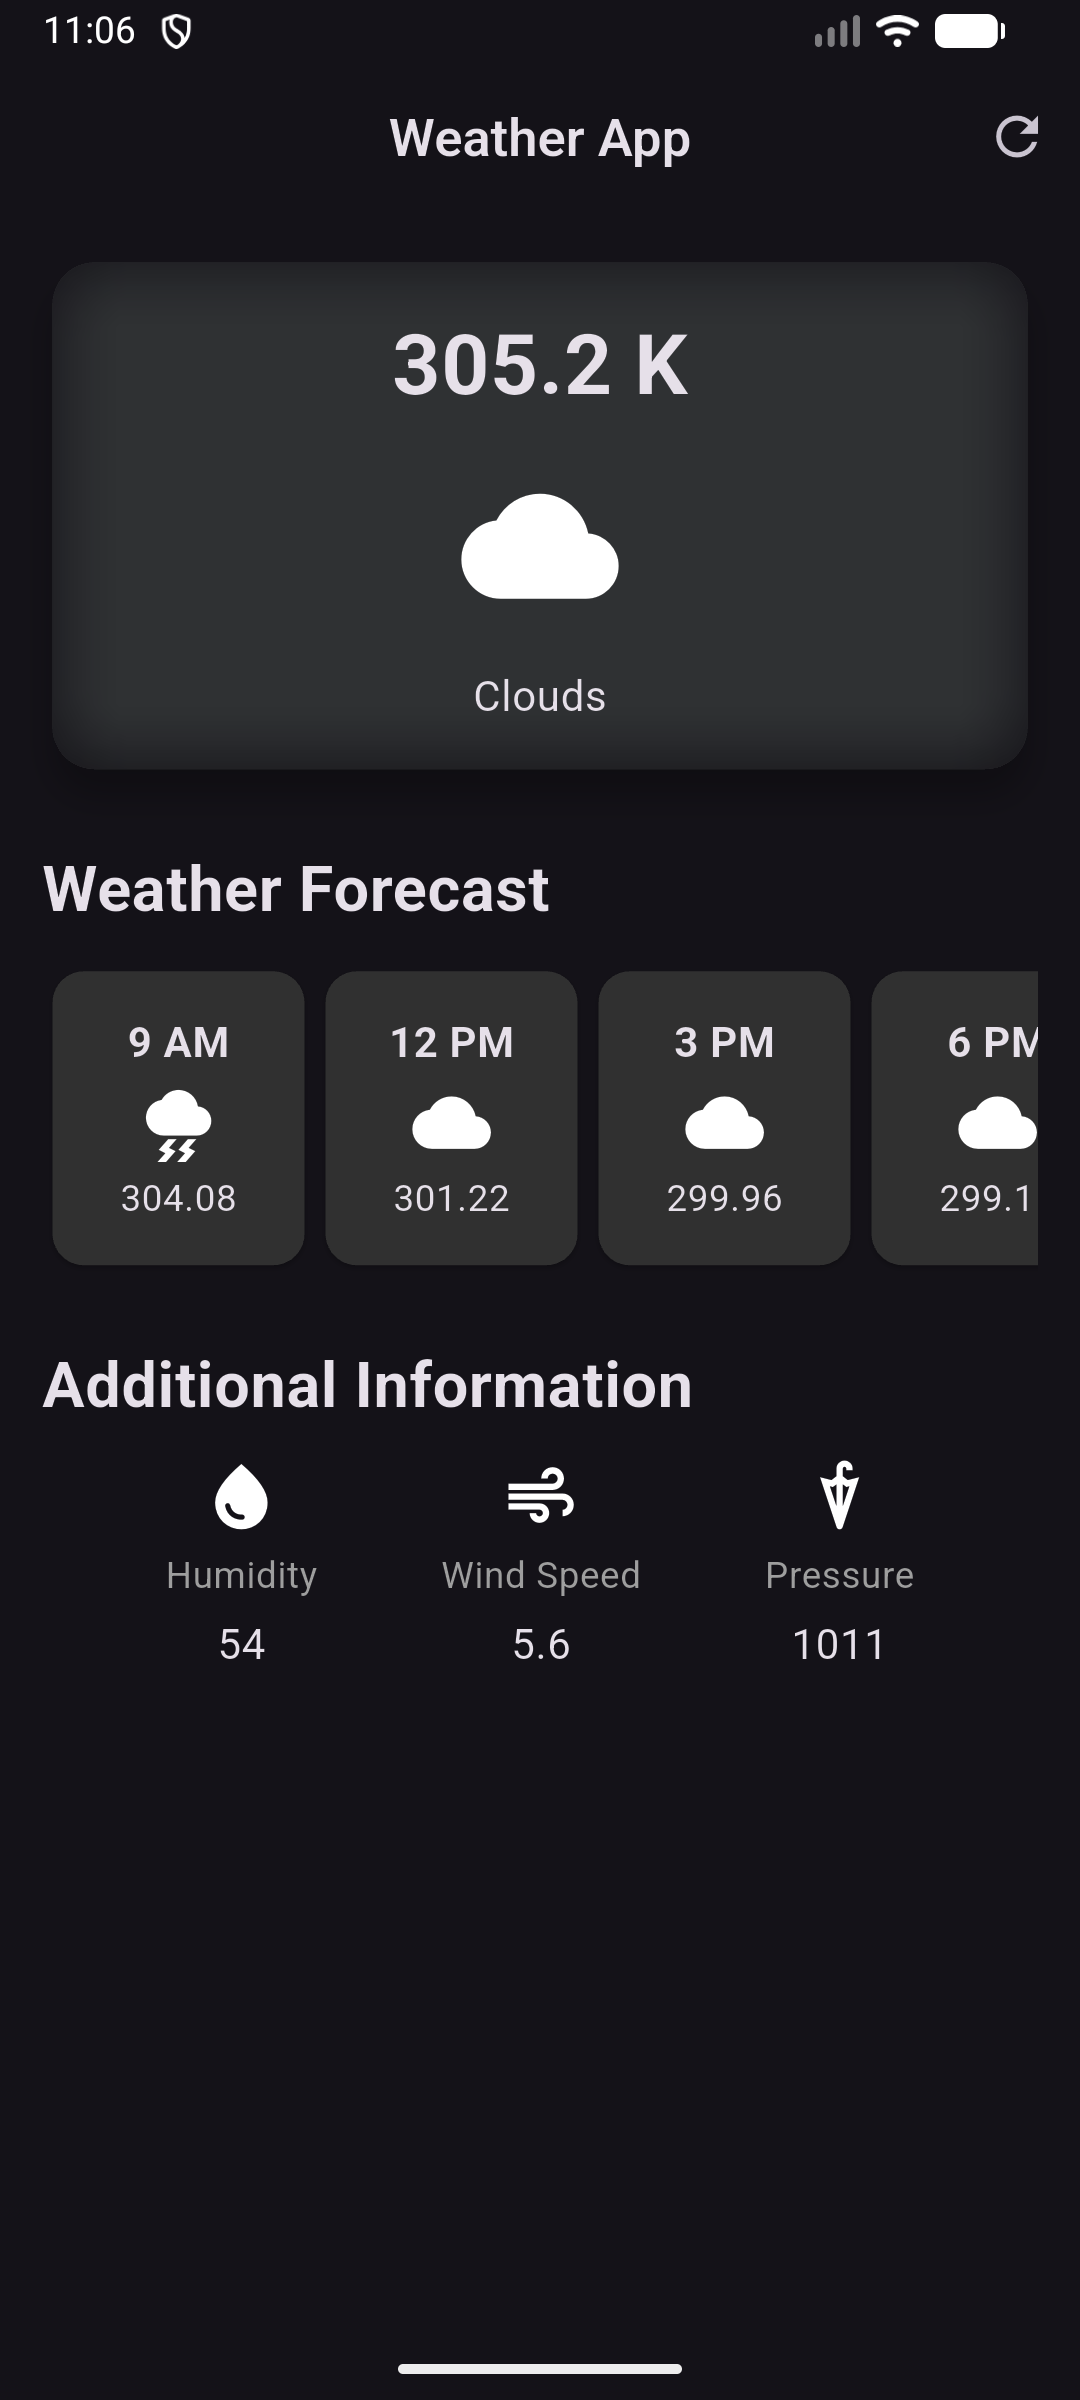 11:06
Weather App
305.2 K
Clouds
Weather Forecast
9 AM 12 PM 3 PM 6 PM
304.08 301.22 299.96 299.1
Additional Information
Humidity Wind Speed Pressure
54 5.6 1011